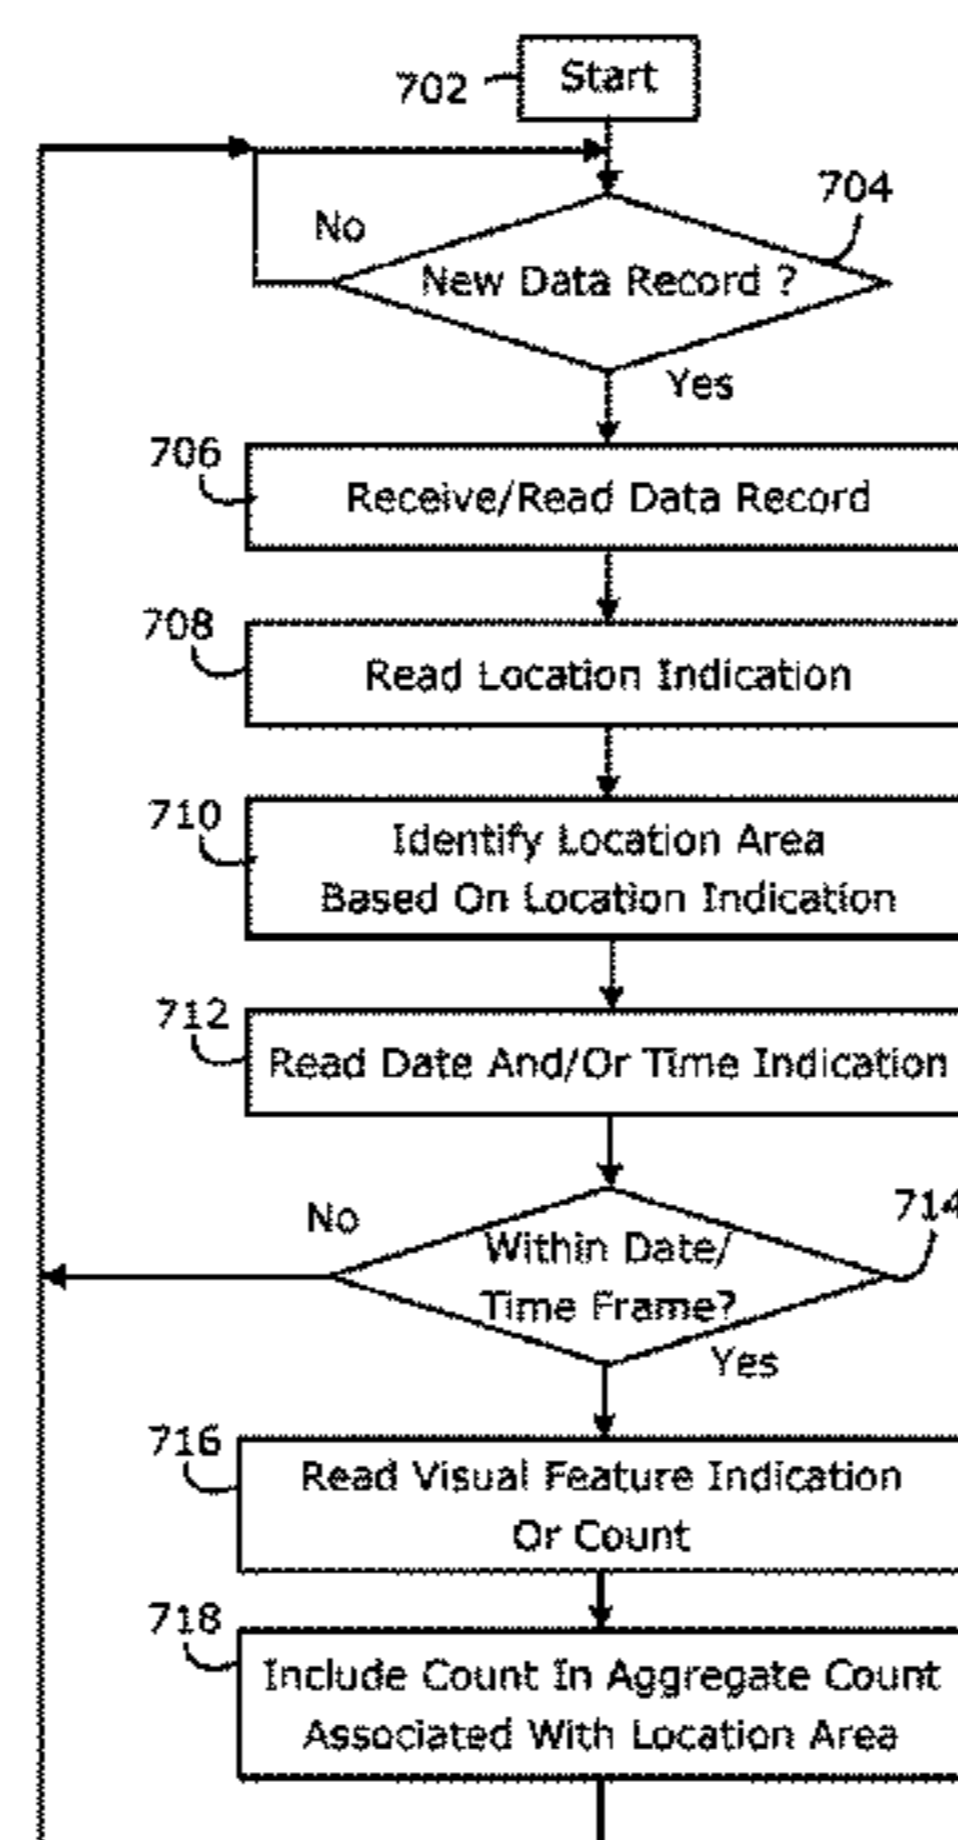 702
Start
704
No
New Data Record ?
Yes
706
Receive/Read Data Record
708
Read Location Indication
710
Identify Location Area
Based On Location Indication
712
Read Date And/Or Time Indication
No
714
Within Date/
Time Frame?
Yes
716
Read Visual Feature Indication
Or Count
718
Include Count In Aggregate Count
Associated With Location Area